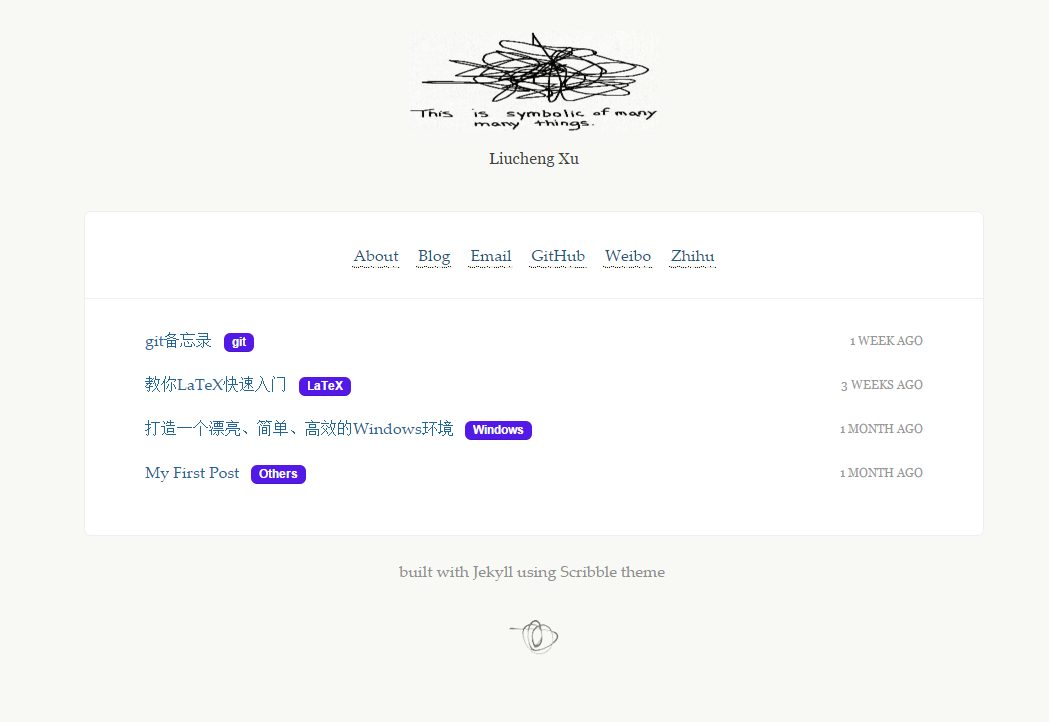 This is symbolic of many
many things.
Liucheng Xu
About Blog Email GitHub Weibo Zhihu
git备忘录 git 1 WEEK AGO
教你LaTeX快速入门 LaTeX 3 WEEKS AGO
打造一个漂亮、简单、高效的Windows环境 Windows 1 MONTH AGO
My First Post Others 1 MONTH AGO
built with Jekyll using Scribble theme